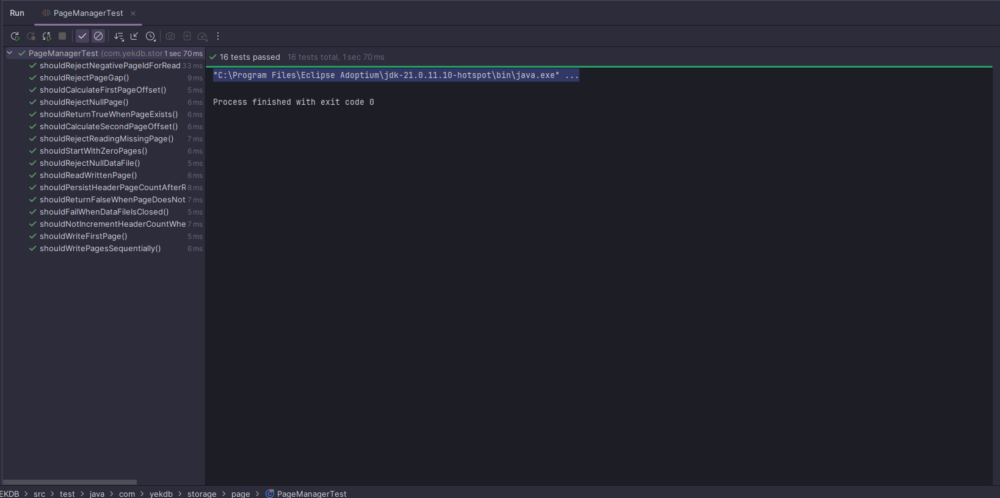 Run PageManagerTest
PageManagerTest (com.yekdb.stor 1 sec 70 ms
shouldRejectNegativePageIdForRead 33 ms
shouldRejectPageGap() 9 ms
shouldCalculateFirstPageOffset() 5 ms
shouldRejectNullPage() 6 ms
shouldReturnTrueWhenPageExists() 6 ms
shouldCalculateSecondPageOffset() 6 ms
shouldRejectReadingMissingPage() 7 ms
shouldStartWithZeroPages() 6 ms
shouldRejectNullDataFile() 5 ms
shouldReadWrittenPage() 6 ms
shouldPersistHeaderPageCountAfterR 8 ms
shouldReturnFalseWhenPageDoesNot 7 ms
shouldFailWhenDataFileIsClosed() 5 ms
shouldNotIncrementHeaderCountWhe 7 ms
shouldWriteFirstPage() 5 ms
shouldWritePagesSequentially() 6 ms
16 tests passed 16 tests total, 1 sec 70 ms
"C:\Program Files\Eclipse Adoptium\jdk-21.0.11.10-hotspot\bin\java.exe" ...
Process finished with exit code 0
EKDB > src > test > java > com > yekdb > storage > page > PageManagerTest